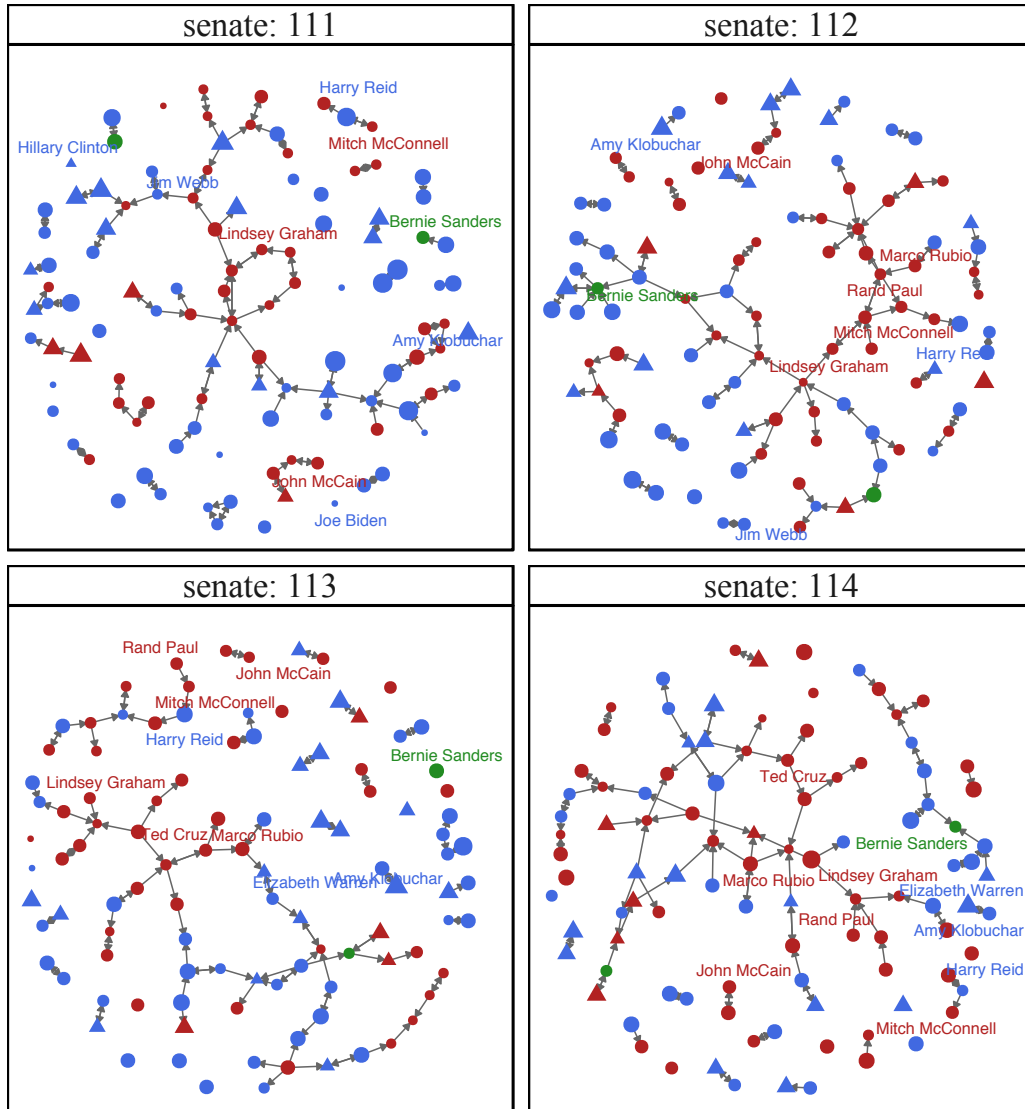 senate: 111
Harry Reid
Mitch McConnell
Hillary Clinton
Jim Webb
Bernie Sanders
Lindsey Graham
Amy Klobuchar
John McCain
Joe Biden
senate: 112
Amy Klobuchar
John McCain
Marco Rubio
Bernie Sanders
Rand Paul
Mitch McConnell
Harry Reid
Lindsey Graham
Jim Webb
senate: 113
Rand Paul
John McCain
Mitch McConnell
Harry Reid
Bernie Sanders
Lindsey Graham
Ted Cruz
Marco Rubio
Elizabeth Warren
Amy Klobuchar
senate: 114
Ted Cruz
Bernie Sanders
Marco Rubio
Lindsey Graham
Elizabeth Warren
Rand Paul
Amy Klobuchar
John McCain
Harry Reid
Mitch McConnell